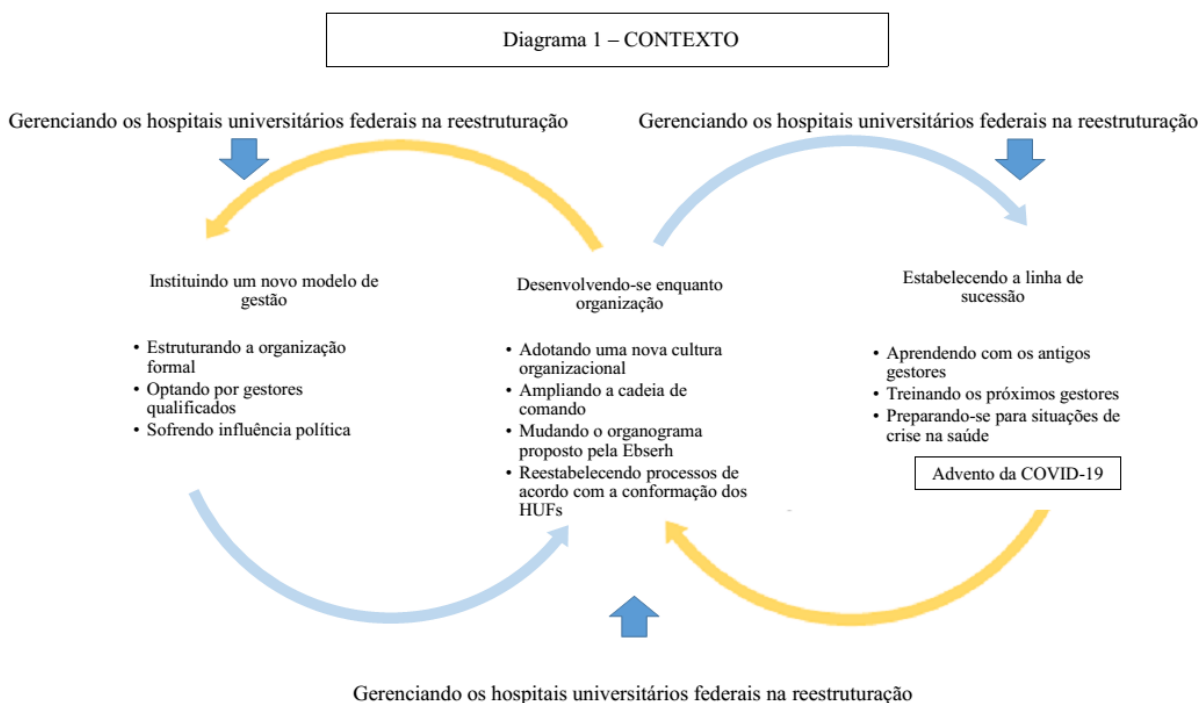 Diagrama 1 – CONTEXTO
Gerenciando os hospitais universitários federais na reestruturação
Gerenciando os hospitais universitários federais na reestruturação
Instituindo um novo modelo de
gestão
• Estruturando a organização
formal
• Optando por gestores
qualificados
• Sofrendo influência política
Desenvolvendo-se enquanto
organização
• Adotando uma nova cultura
organizacional
• Ampliando a cadeia de
comando
• Mudando o organograma
proposto pela Ebserh
• Reestabelecendo processos de
acordo com a conformação dos
HUFs
Estabelecendo a linha de
sucessão
• Aprendendo com os antigos
gestores
• Treinando os próximos gestores
• Preparando-se para situações de
crise na saúde
Advento da COVID-19
Gerenciando os hospitais universitários federais na reestruturação